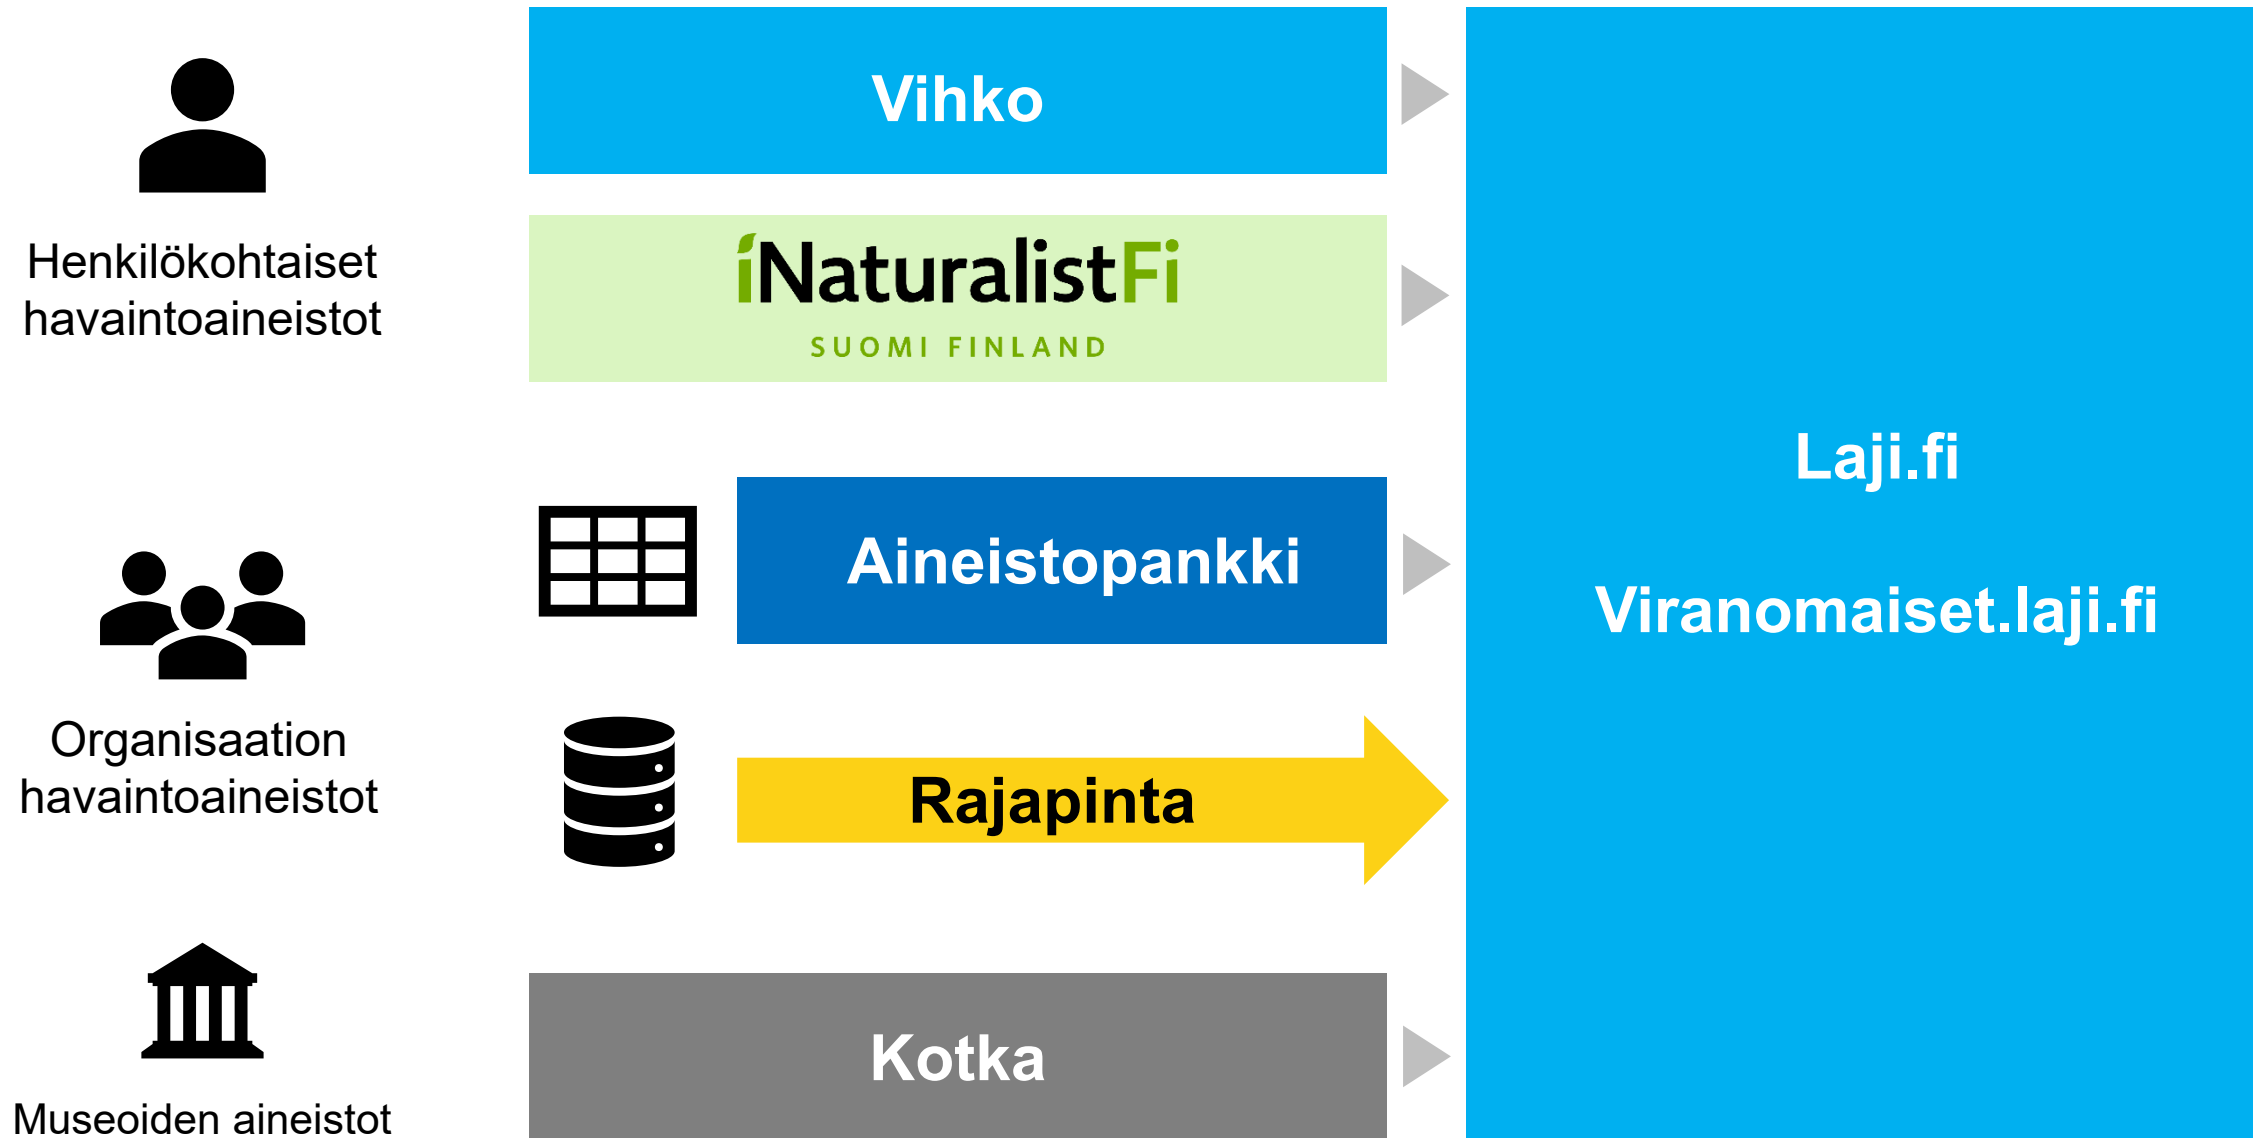 Henkilökohtaiset
havaintoaineistot
Vihko
iNaturalistFi
SUOMI FINLAND
Organisaation
havaintoaineistot
Aineistopankki
Rajapinta
Museoiden aineistot
Kotka
Laji.fi
Viranomaiset.laji.fi